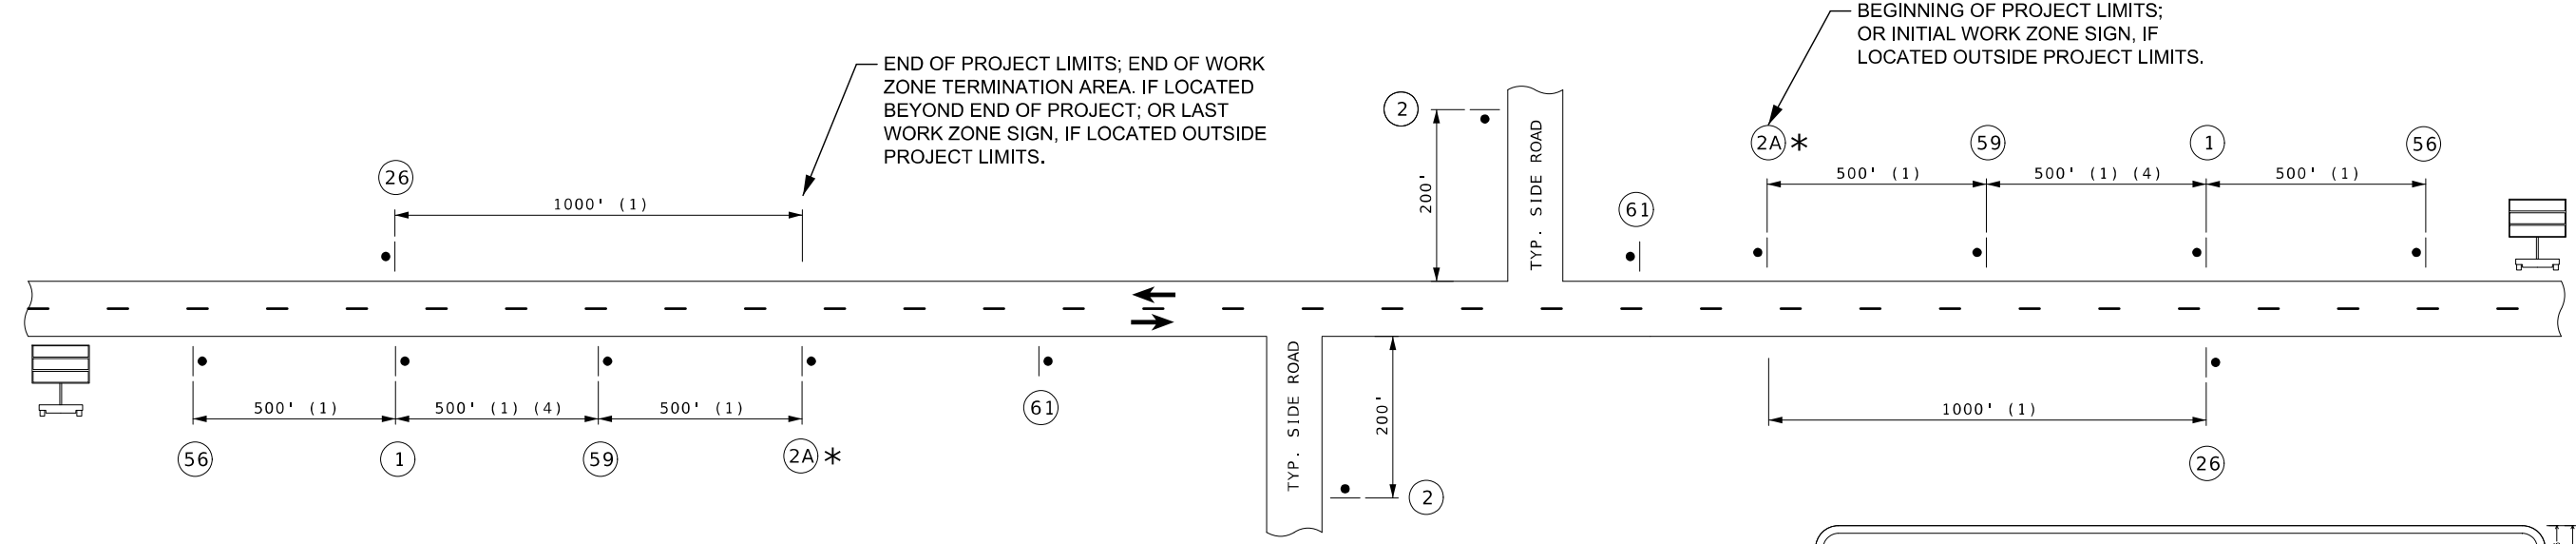 BEGINNING OF PROJECT LIMITS;
OR INITIAL WORK ZONE SIGN, IF
LOCATED OUTSIDE PROJECT LIMITS.
END OF PROJECT LIMITS; END OF WORK
ZONE TERMINATION AREA. IF LOCATED
BEYOND END OF PROJECT; OR LAST
WORK ZONE SIGN, IF LOCATED OUTSIDE
PROJECT LIMITS.
2
200'
TYP. SIDE ROAD
2A *
59
1
56
500' (1)
500' (1) (4)
500' (1)
26
1000' (1)
61
61
500' (1)
500' (1) (4)
500' (1)
56
1
59
2A *
TYP. SIDE ROAD
200'
2
1000' (1)
26